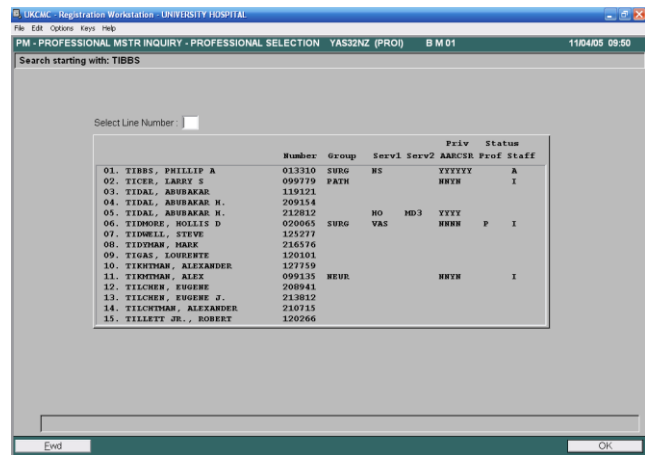 UKCMC - Registration Workstation - UNIVERSITY HOSPITAL
File Edit Options Keys Help
PM - PROFESSIONAL MSTR INQUIRY - PROFESSIONAL SELECTION YAS32NZ (PROI) B M 01 11/04/05 09:50
Search starting with: TIBBS
Select Line Number :
Priv Status
Number Group Serv1 Serv2 AARCSR Prof Staff
01. TIBBS, PHILLIP A 013310 SURG NS YYYYYY A
02. TICER, LARRY S 099779 PATH NNYN I
03. TIDAL, ABUBAKAR 119121
04. TIDAL, ABUBAKAR M. 209154
05. TIDAL, ABUBAKAR M. 212812 HO MD3 YYYY
06. TIDMORE, HOLLIS D 020065 SURG VAS NNNN P I
07. TIDWELL, STEVE 125277
08. TIDYMAN, MARK 216576
09. TIGAS, LOURENTE 120101
10. TIKHTMAN, ALEXANDER 127759
11. TIKMTMAN, ALEX 099135 NEUR NNYN I
12. TILCHEN, EUGENE 208941
13. TILCHEN, EUGENE J. 213812
14. TILCHTMAN, ALEXANDER 210715
15. TILLETT JR., ROBERT 120266
Fwd OK